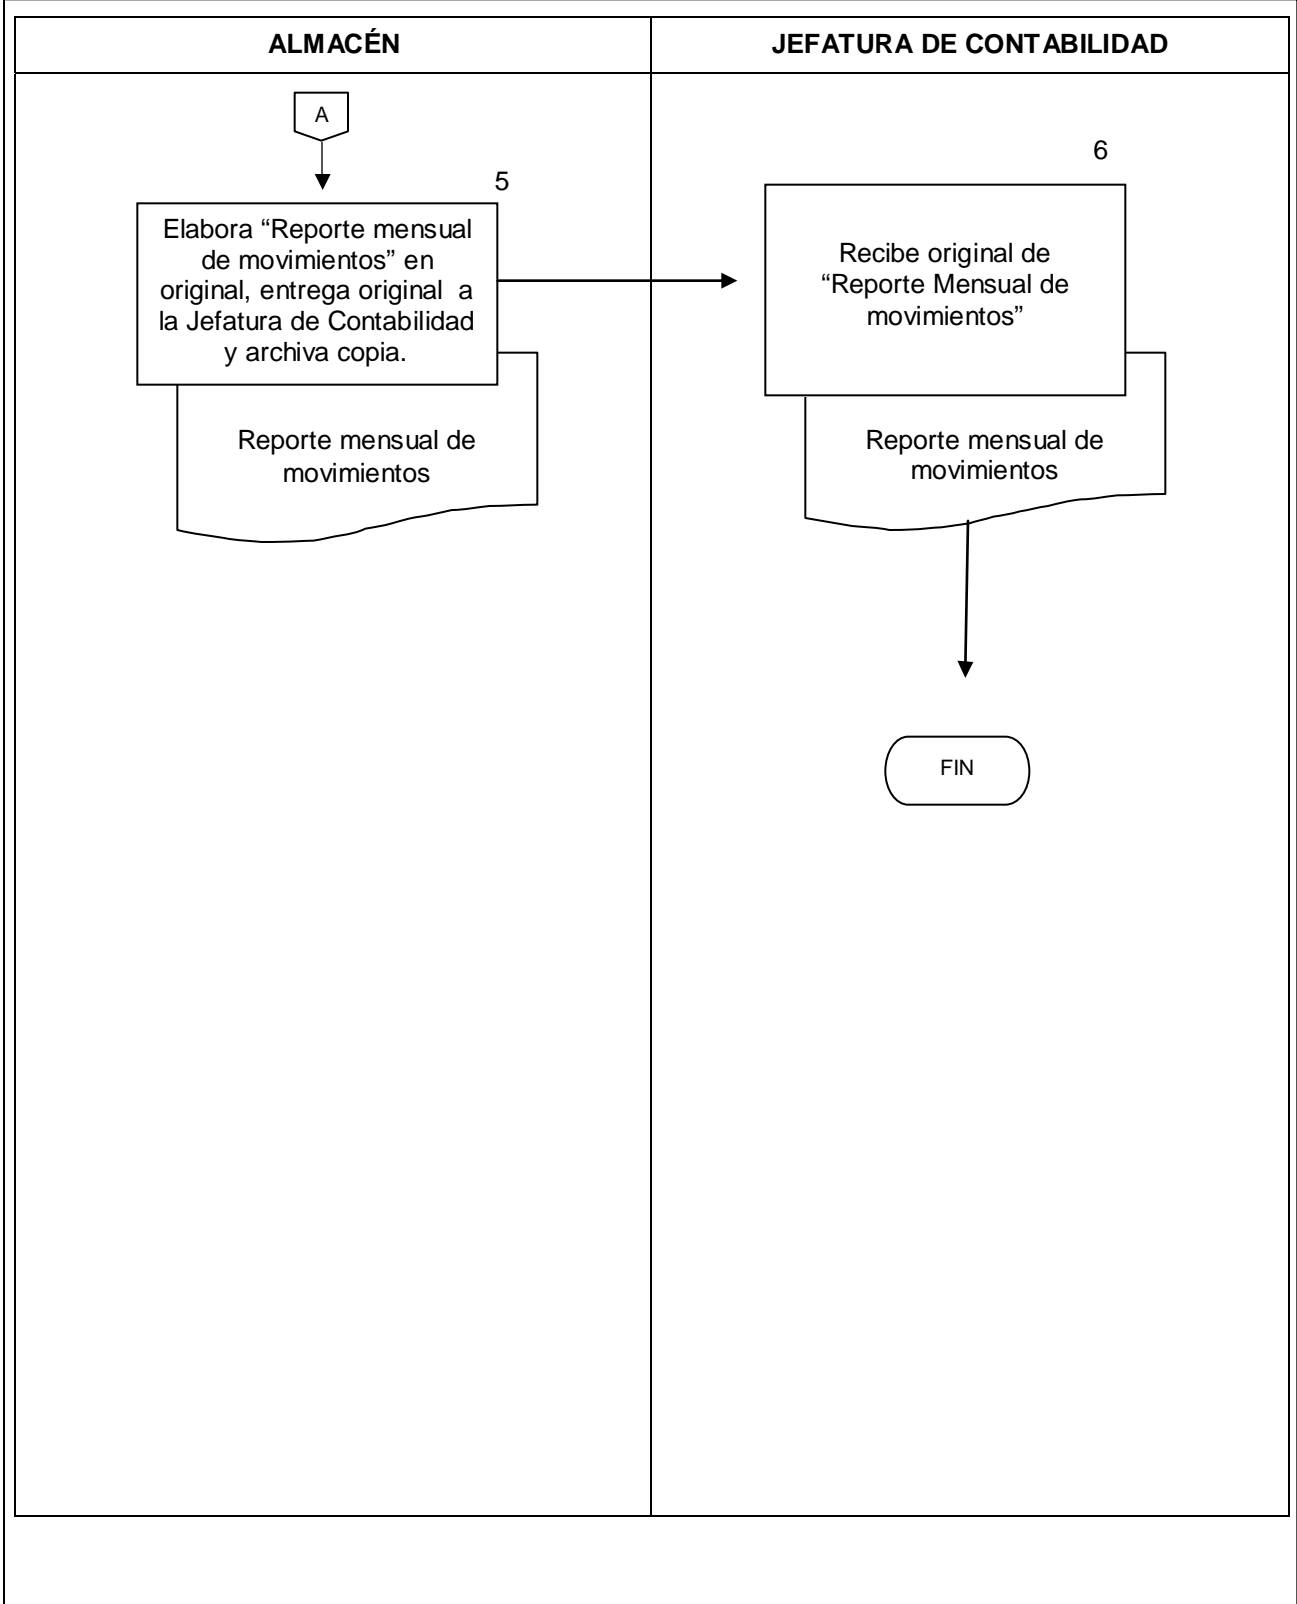 ALMACÉN
JEFATURA DE CONTABILIDAD
A
5
Elabora “Reporte mensual
de movimientos” en
original, entrega original  a
la Jefatura de Contabilidad
y archiva copia.
Reporte mensual de
movimientos
6
Recibe original de
“Reporte Mensual de
movimientos”
Reporte mensual de
movimientos
FIN